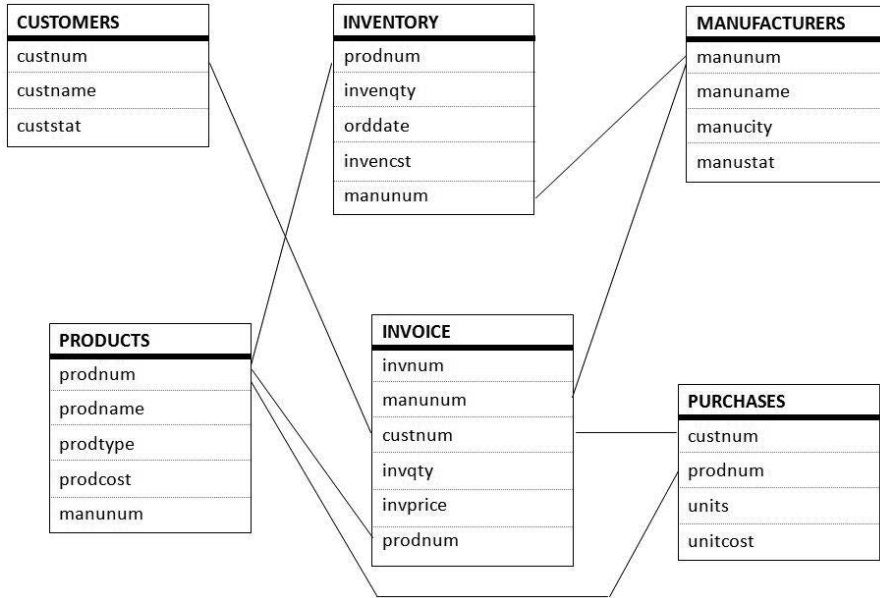 CUSTOMERS
custnum
custname
custstat
INVENTORY
prodnum
invenqty
orddate
invencst
manunum
MANUFACTURERS
manunum
manuname
manucity
manustat
PRODUCTS
prodnum
prodname
prodtype
prodcost
manunum
INVOICE
invnum
manunum
custnum
invqty
invprice
prodnum
PURCHASES
custnum
prodnum
units
unitcost